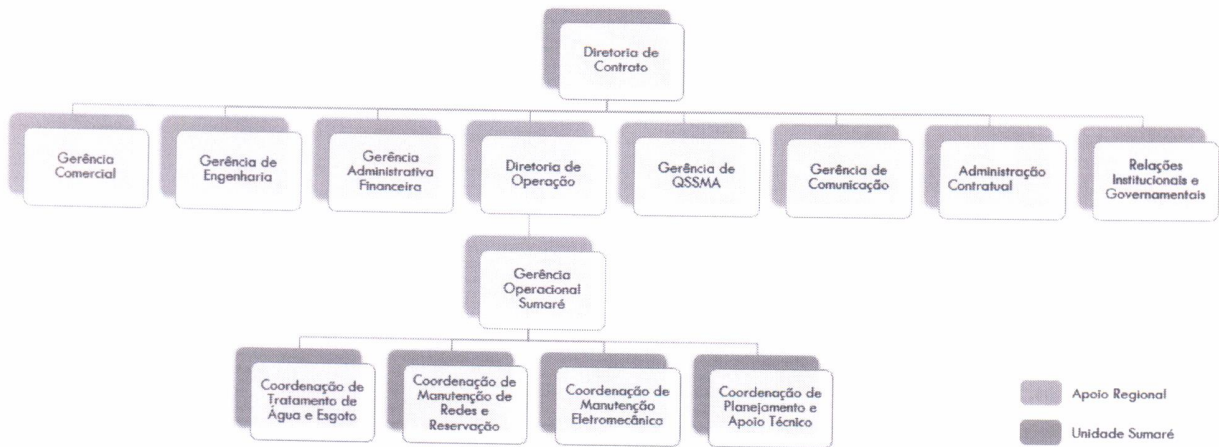 Diretoria de
Contrato
Gerência
Comercial
Gerência de
Engenharia
Gerência
Administrativa
Financeira
Diretoria de
Operação
Gerência de
QSSMA
Gerência de
Comunicação
Administração
Contratual
Relações
Institucionais e
Governamentais
Gerência
Operacional
Sumaré
Coordenação de
Tratamento de
Água e Esgoto
Coordenação de
Manutenção de
Redes e
Reservação
Coordenação de
Manutenção
Eletromecânica
Coordenação de
Planejamento e
Apoio Técnico
Apoio Regional
Unidade Sumaré